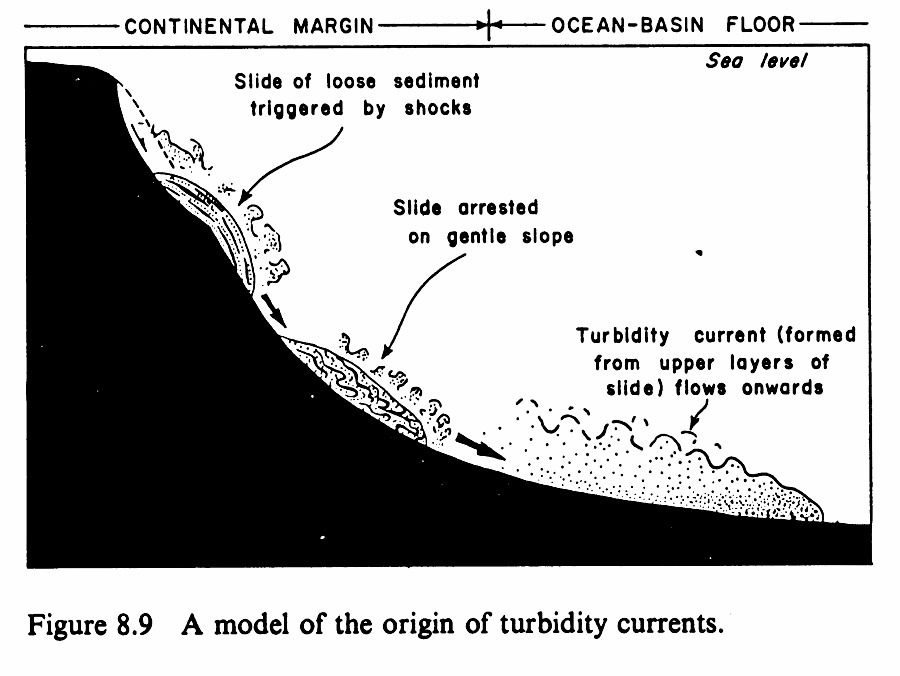 CONTINENTAL MARGIN OCEAN-BASIN FLOOR
Sea level
Slide of loose sediment
triggered by shocks
Slide arrested
on gentle slope
Turbidity current (formed
from upper layers of
slide) flows onwards
Figure 8.9 A model of the origin of turbidity currents.